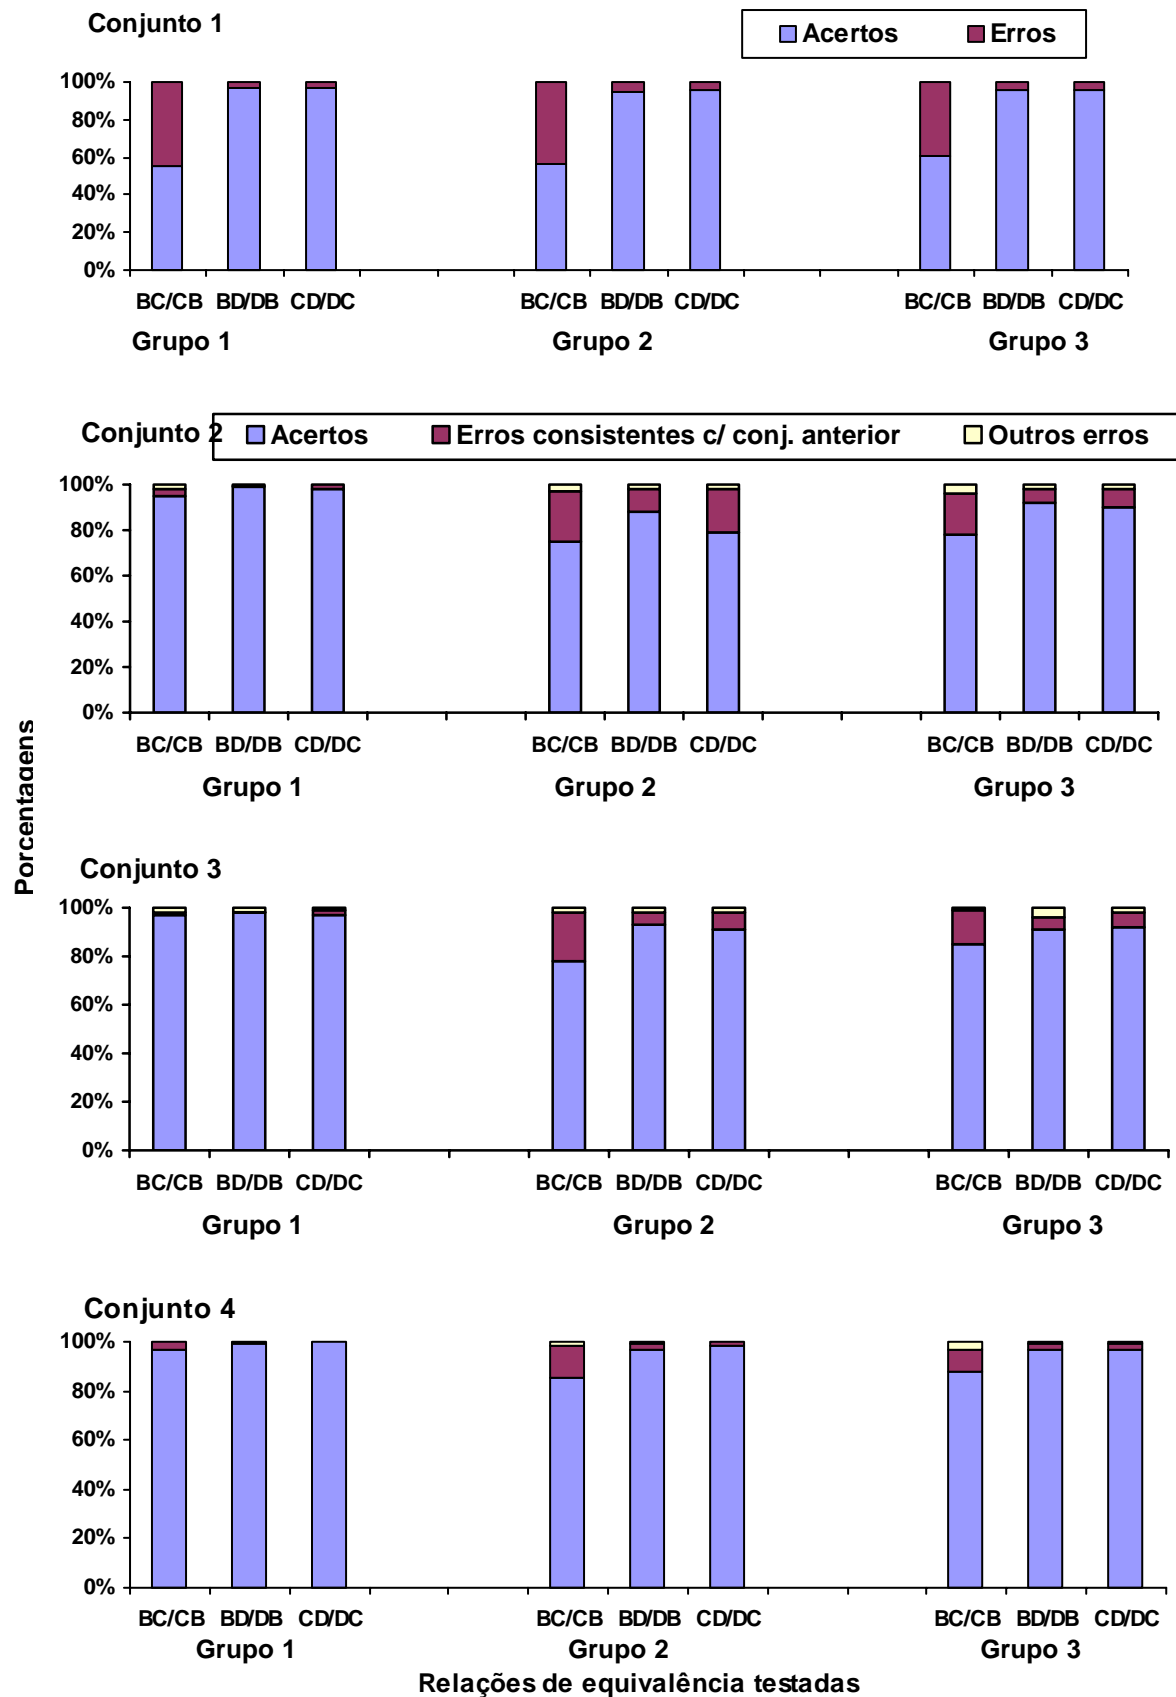 Conjunto 1
Acertos Erros
100%
80%
60%
40%
20%
0%
BC/CB BD/DB CD/DC BC/CB BD/DB CD/DC BC/CB BD/DB CD/DC
Grupo 1 Grupo 2 Grupo 3
Conjunto 2 Acertos Erros consistentes c/ conj. anterior Outros erros
100%
80%
60%
40%
20%
0%
BC/CB BD/DB CD/DC BC/CB BD/DB CD/DC BC/CB BD/DB CD/DC
Grupo 1 Grupo 2 Grupo 3
Porcentagens
Conjunto 3
100%
80%
60%
40%
20%
0%
BC/CB BD/DB CD/DC BC/CB BD/DB CD/DC BC/CB BD/DB CD/DC
Grupo 1 Grupo 2 Grupo 3
Conjunto 4
100%
80%
60%
40%
20%
0%
BC/CB BD/DB CD/DC BC/CB BD/DB CD/DC BC/CB BD/DB CD/DC
Grupo 1 Grupo 2 Grupo 3
Relações de equivalência testadas